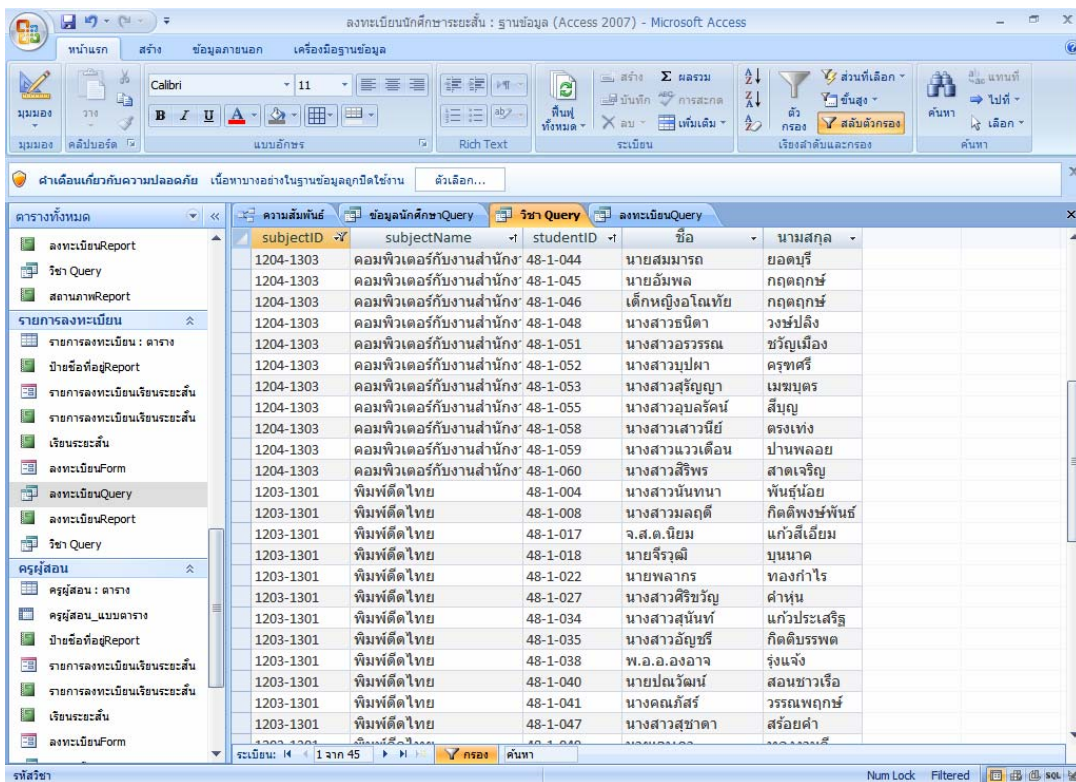 ลงทะเบียนนักศึกษาระยะสั้น : ฐานข้อมูล (Access 2007) - Microsoft Access
หน้าแรก สร้าง ข้อมูลภายนอก เครื่องมือฐานข้อมูล
Calibri 11
สร้าง Σ ผลรวม
บันทึก การสะกด
ลบ เพิ่มเติม
ส่วนที่เลือก
ขั้นสูง
สลับตัวกรอง
แทนที่
ไปที่
เลือก
มุมมอง วาง ฟื้นฟูทั้งหมด ตัวกรอง ค้นหา
มุมมอง คลิปบอร์ด แบบอักษร Rich Text ระเบียน เรียงลำดับและกรอง ค้นหา
คำเตือนเกี่ยวกับความปลอดภัย เนื้อหาบางอย่างในฐานข้อมูลถูกปิดใช้งาน ตัวเลือก...
ตารางทั้งหมด
ลงทะเบียนReport
วิชา Query
สถานภาพReport
รายการลงทะเบียน
รายการลงทะเบียน : ตาราง
ป้ายชื่อที่อยู่Report
รายการลงทะเบียนเรียนระยะสั้น
รายการลงทะเบียนเรียนระยะสั้น
เรียนระยะสั้น
ลงทะเบียนForm
ลงทะเบียนQuery
ลงทะเบียนReport
วิชา Query
ครูผู้สอน
ครูผู้สอน : ตาราง
ครูผู้สอน_แบบตาราง
ป้ายชื่อที่อยู่Report
รายการลงทะเบียนเรียนระยะสั้น
รายการลงทะเบียนเรียนระยะสั้น
เรียนระยะสั้น
ลงทะเบียนForm
ความสัมพันธ์ ข้อมูลนักศึกษาQuery วิชา Query ลงทะเบียนQuery
subjectID subjectName studentID ชื่อ นามสกุล
1204-1303 คอมพิวเตอร์กับงานสำนักง 48-1-044 นายสมมารถ ยอดบุรี
1204-1303 คอมพิวเตอร์กับงานสำนักง 48-1-045 นายอัมพล กฤตฤกษ์
1204-1303 คอมพิวเตอร์กับงานสำนักง 48-1-046 เด็กหญิงอโณทัย กฤตฤกษ์
1204-1303 คอมพิวเตอร์กับงานสำนักง 48-1-048 นางสาวธนิดา วงษ์ปลิง
1204-1303 คอมพิวเตอร์กับงานสำนักง 48-1-051 นางสาวอรวรรณ ชวัญเมือง
1204-1303 คอมพิวเตอร์กับงานสำนักง 48-1-052 นางสาวบุปผา ครุฑศรี
1204-1303 คอมพิวเตอร์กับงานสำนักง 48-1-053 นางสาวสุรัญญา เมฆบุตร
1204-1303 คอมพิวเตอร์กับงานสำนักง 48-1-055 นางสาวอุบลรัคน์ สีบุญ
1204-1303 คอมพิวเตอร์กับงานสำนักง 48-1-058 นางสาวเสาวนีย์ ตรงเท่ง
1204-1303 คอมพิวเตอร์กับงานสำนักง 48-1-059 นางสาวแววเดือน ปานพลอย
1204-1303 คอมพิวเตอร์กับงานสำนักง 48-1-060 นางสาวสิริพร สาดเจริญ
1203-1301 พิมพ์ดีดไทย 48-1-004 นางสาวนันทนา พันธุ์น้อย
1203-1301 พิมพ์ดีดไทย 48-1-008 นางสาวมลฤดี กิตติพงษ์พันธ์
1203-1301 พิมพ์ดีดไทย 48-1-017 จ.ส.ต.นิยม แก้วสีเอี่ยม
1203-1301 พิมพ์ดีดไทย 48-1-018 นายจีรวุฒิ บุนนาค
1203-1301 พิมพ์ดีดไทย 48-1-022 นายพลากร ทองกำไร
1203-1301 พิมพ์ดีดไทย 48-1-027 นางสาวศิริขวัญ คำหุ่น
1203-1301 พิมพ์ดีดไทย 48-1-034 นางสาวสุนันท์ แก้วประเสริฐ
1203-1301 พิมพ์ดีดไทย 48-1-035 นางสาวอัญชรี กิตติบรรพต
1203-1301 พิมพ์ดีดไทย 48-1-038 พ.อ.อ.องอาจ รุ่งแจ้ง
1203-1301 พิมพ์ดีดไทย 48-1-040 นายปณวัฒน์ สอนชาวเรือ
1203-1301 พิมพ์ดีดไทย 48-1-041 นางคณภัสร์ วรรณพฤกษ์
1203-1301 พิมพ์ดีดไทย 48-1-047 นางสาวสุชาดา สร้อยคำ
ระเบียน: 1 จาก 45 กรอง ค้นหา
รหัสวิชา Num Lock Filtered SQL